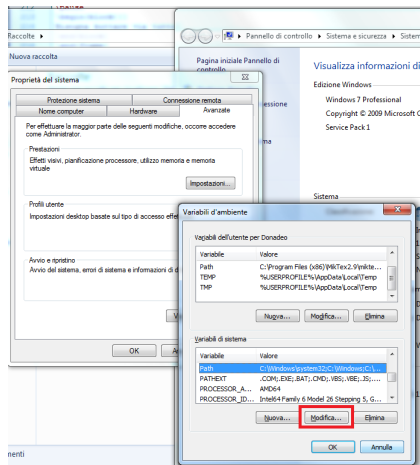 Raccolte
Nuova raccolta
Pannello di controllo
Sistema e sicurezza
Pagina iniziale Pannello di
controllo
Visualizza informazioni di
Edizione Windows
Windows 7 Professional
Copyright © 2009 Microsoft C
Service Pack 1
Sistema
Proprietà del sistema
Protezione sistema
Connessione remota
Nome computer
Hardware
Avanzate
Per effettuare la maggior parte delle seguenti modifiche, occorre accedere
come Administrator.
Prestazioni
Effetti visivi, pianificazione processore, utilizzo memoria e memoria
virtuale
Impostazioni...
Profili utente
Impostazioni desktop basate sul tipo di accesso effet
Avvio e ripristino
Avvio del sistema, errori di sistema e informazioni di d
OK
Variabili d'ambiente
Variabili dell'utente per Donadeo
Variabile Valore
Path C:\Program Files (x86)\MikTex2.9\mikte...
TEMP %USERPROFILE%\AppData\Local\Temp
TMP %USERPROFILE%\AppData\Local\Temp
Nuova... Modifica... Elimina
Variabili di sistema
Variabile Valore
Path C:\Windows\system32;C:\Windows;C:\...
PATHEXT .COM;.EXE;.BAT;.CMD;.VBS;.VBE;.JS;....
PROCESSOR_A... AMD64
PROCESSOR_ID... Intel64 Family 6 Model 26 Stepping 5, G...
Nuova... Modifica... Elimina
OK Annulla
menti